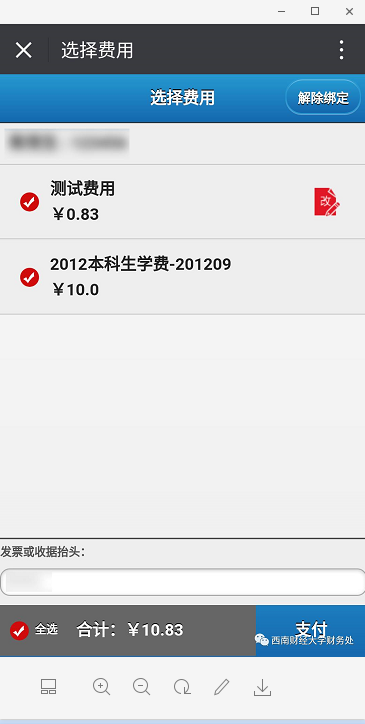 选择费用
选择费用
解除绑定
测试费用
￥0.83
改
2012本科生学费-201209
￥10.0
发票或收据抬头：
全选
合计：￥10.83
支付
西南财经大学财务处